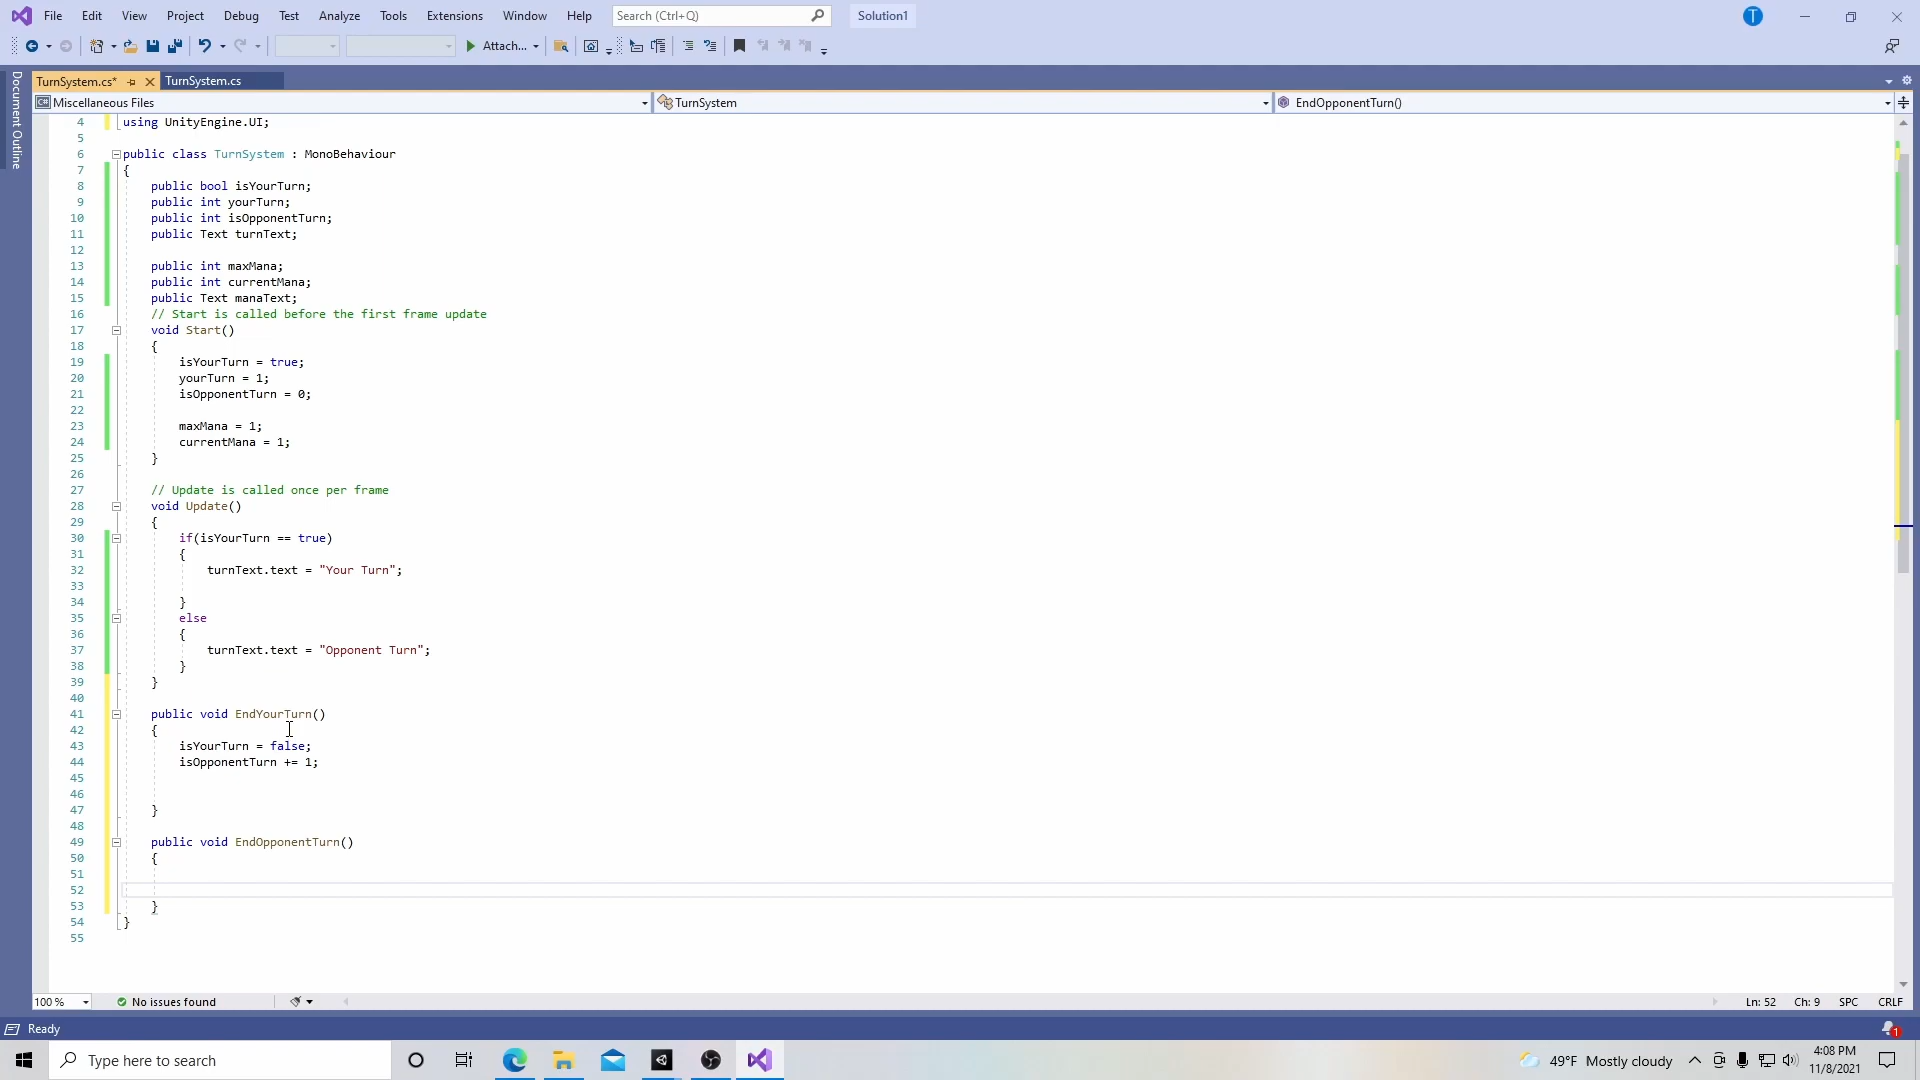 File Edit View Project Debug Test Analyze Tools Extensions Window Help Search (Ctrl+Q) Solution1 T
Attach...
Document Outline
TurnSystem.cs* TurnSystem.cs
Miscellaneous Files TurnSystem EndOpponentTurn()
4 using UnityEngine.UI;
5
6 public class TurnSystem : MonoBehaviour
7 {
8 public bool isYourTurn;
9 public int yourTurn;
10 public int isOpponentTurn;
11 public Text turnText;
12
13 public int maxMana;
14 public int currentMana;
15 public Text manaText;
16 // Start is called before the first frame update
17 void Start()
18 {
19 isYourTurn = true;
20 yourTurn = 1;
21 isOpponentTurn = 0;
22
23 maxMana = 1;
24 currentMana = 1;
25 }
26
27 // Update is called once per frame
28 void Update()
29 {
30 if(isYourTurn == true)
31 {
32 turnText.text = "Your Turn";
33
34 }
35 else
36 {
37 turnText.text = "Opponent Turn";
38 }
39 }
40
41 public void EndYourTurn()
42 {
43 isYourTurn = false;
44 isOpponentTurn += 1;
45
46
47 }
48
49 public void EndOpponentTurn()
50 {
51
52
53 }
54 }
55
100 % No issues found Ln: 52 Ch: 9 SPC CRLF
Ready 1
Type here to search 49°F Mostly cloudy 4:08 PM
11/8/2021